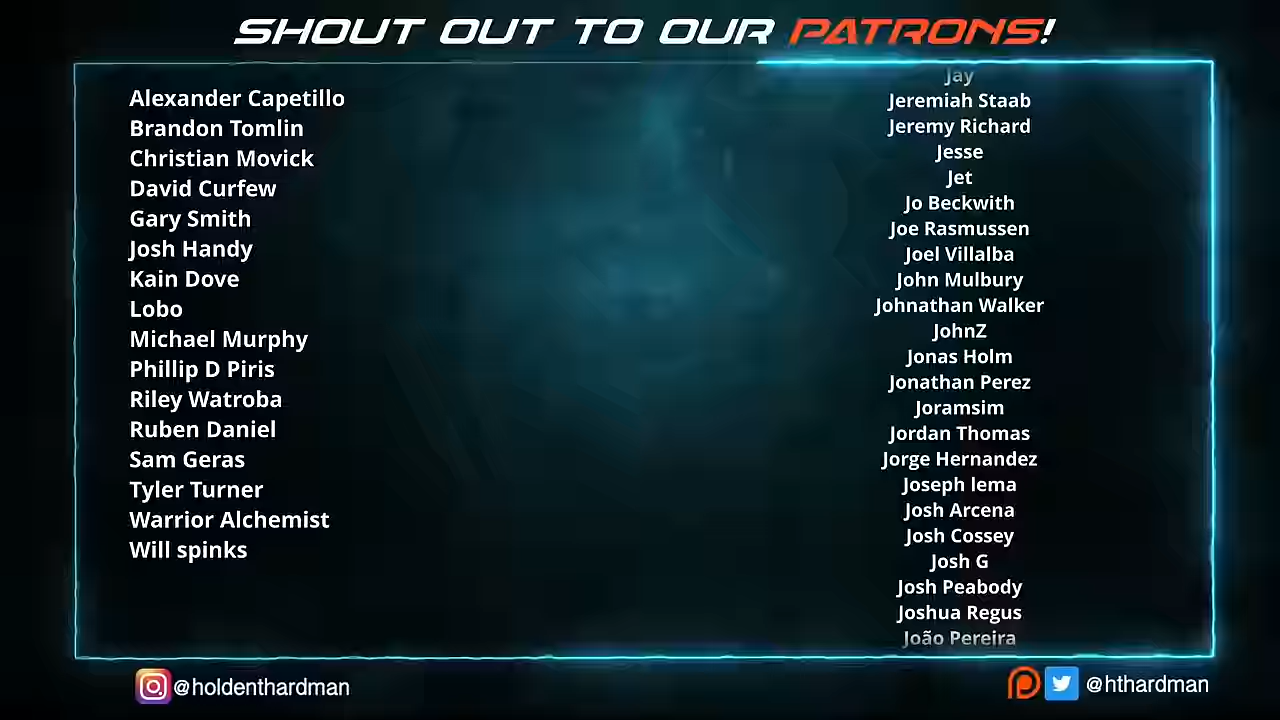 SHOUT OUT TO OUR PATRONS!
Alexander Capetillo
Brandon Tomlin
Christian Movick
David Curfew
Gary Smith
Josh Handy
Kain Dove
Lobo
Michael Murphy
Phillip D Piris
Riley Watroba
Ruben Daniel
Sam Geras
Tyler Turner
Warrior Alchemist
Will spinks
Jay
Jeremiah Staab
Jeremy Richard
Jesse
Jet
Jo Beckwith
Joe Rasmussen
Joel Villalba
John Mulbury
Johnathan Walker
JohnZ
Jonas Holm
Jonathan Perez
Joramsim
Jordan Thomas
Jorge Hernandez
Joseph lema
Josh Arcena
Josh Cossey
Josh G
Josh Peabody
Joshua Regus
João Pereira
@holdenthardman
@hthardman